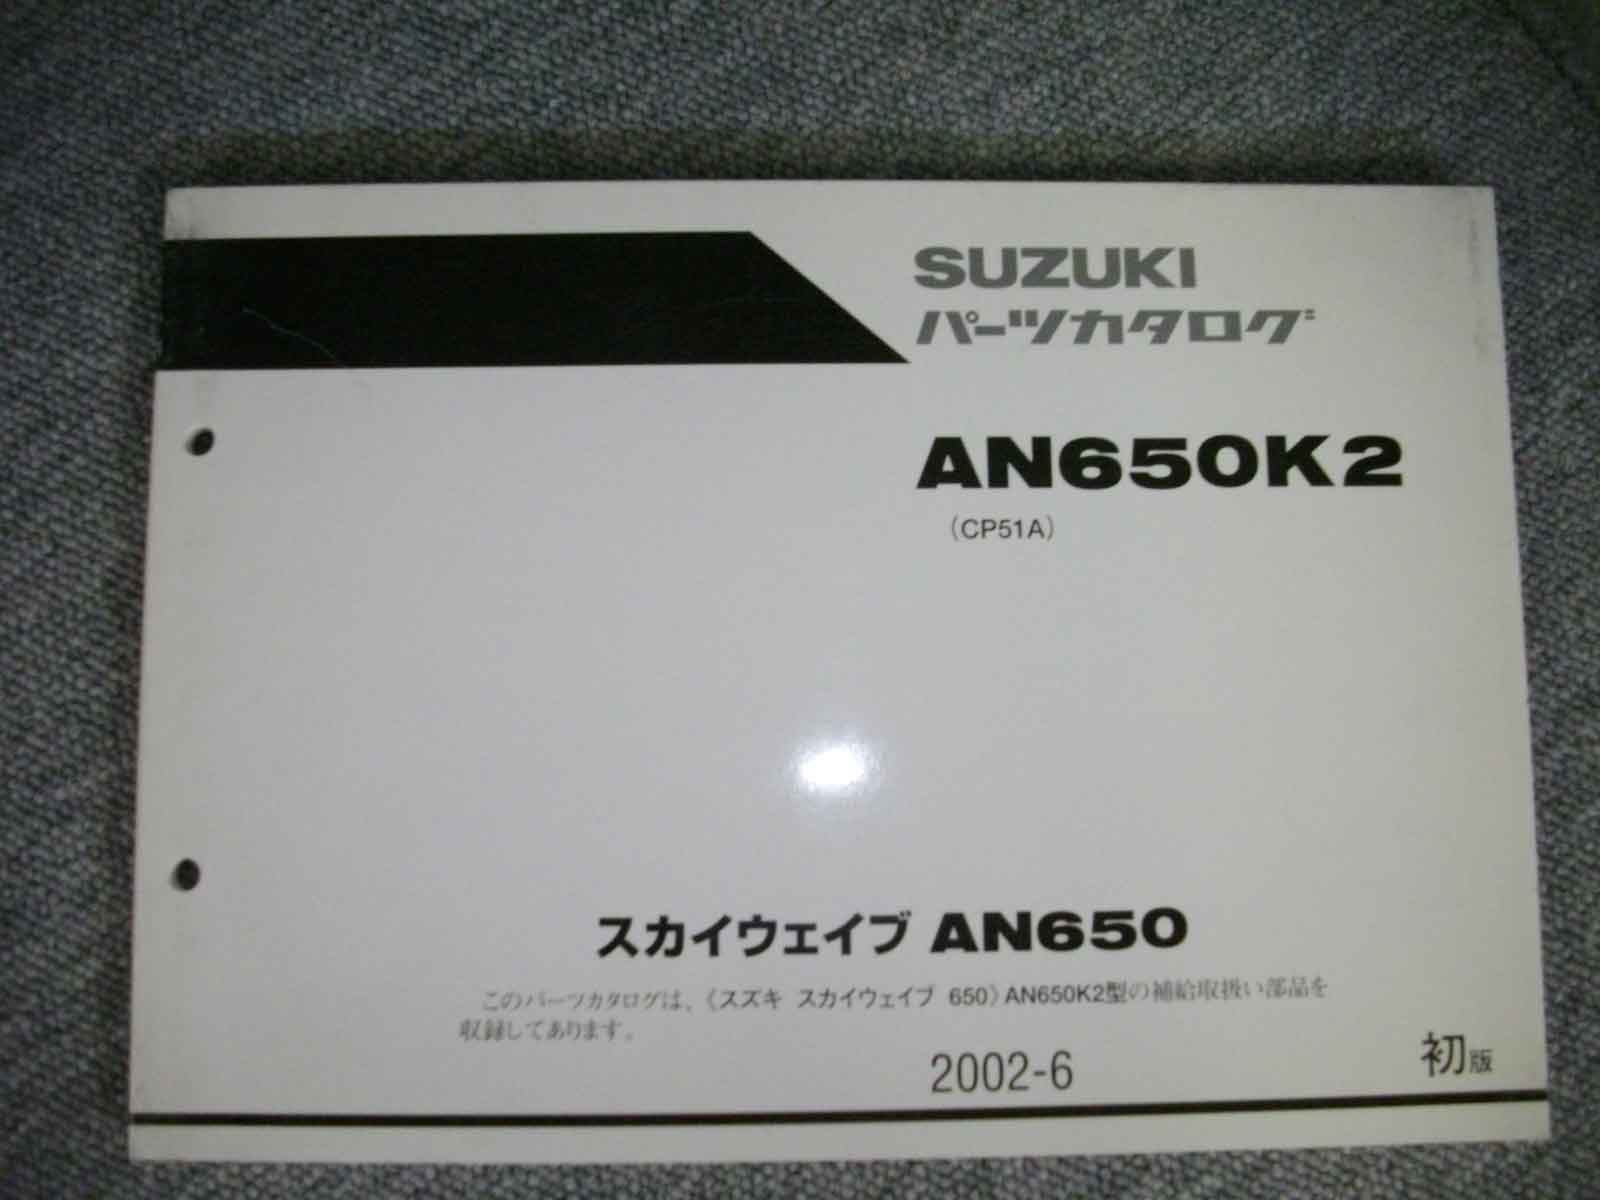 SUZUKI
パーツカタログ
AN650K2
(CP51A)
スカイウェイブ AN650
このパーツカタログは、《スズキ スカイウェイブ 650》AN650K2型の補給取扱い部品を
収録してあります。
2002-6
初版